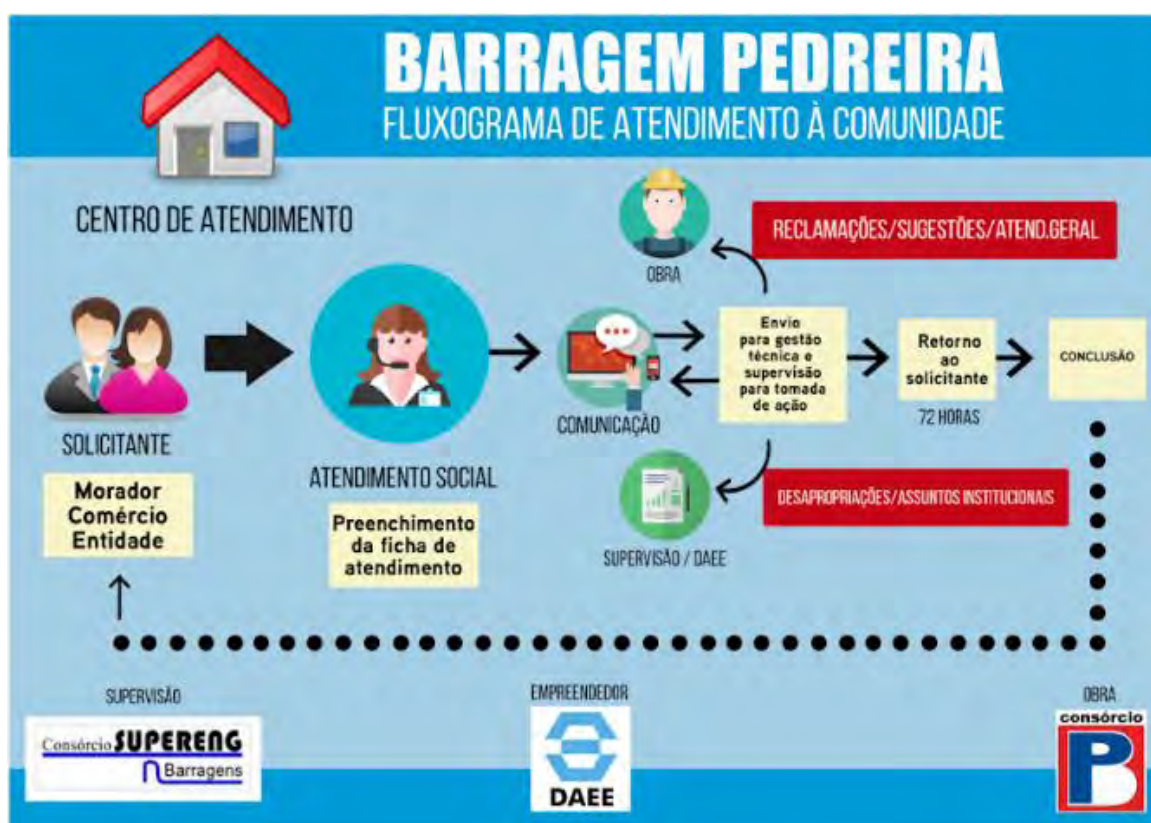 BARRAGEM PEDREIRA
FLUXOGRAMA DE ATENDIMENTO À COMUNIDADE
CENTRO DE ATENDIMENTO
SOLICITANTE
Morador
Comércio
Entidade
ATENDIMENTO SOCIAL
Preenchimento
da ficha de
atendimento
COMUNICAÇÃO
OBRA
RECLAMAÇÕES/SUGESTÕES/ATEND.GERAL
Envio
para gestão
técnica e
supervisão
para tomada
de ação
SUPERVISÃO / DAEE
DESAPROPRIAÇÕES/ASSUNTOS INSTITUCIONAIS
Retorno
ao
solicitante
72 HORAS
CONCLUSÃO
SUPERVISÃO
Consórcio SUPERENG
Barragens
EMPREENDEDOR
DAEE
OBRA
consórcio
BP